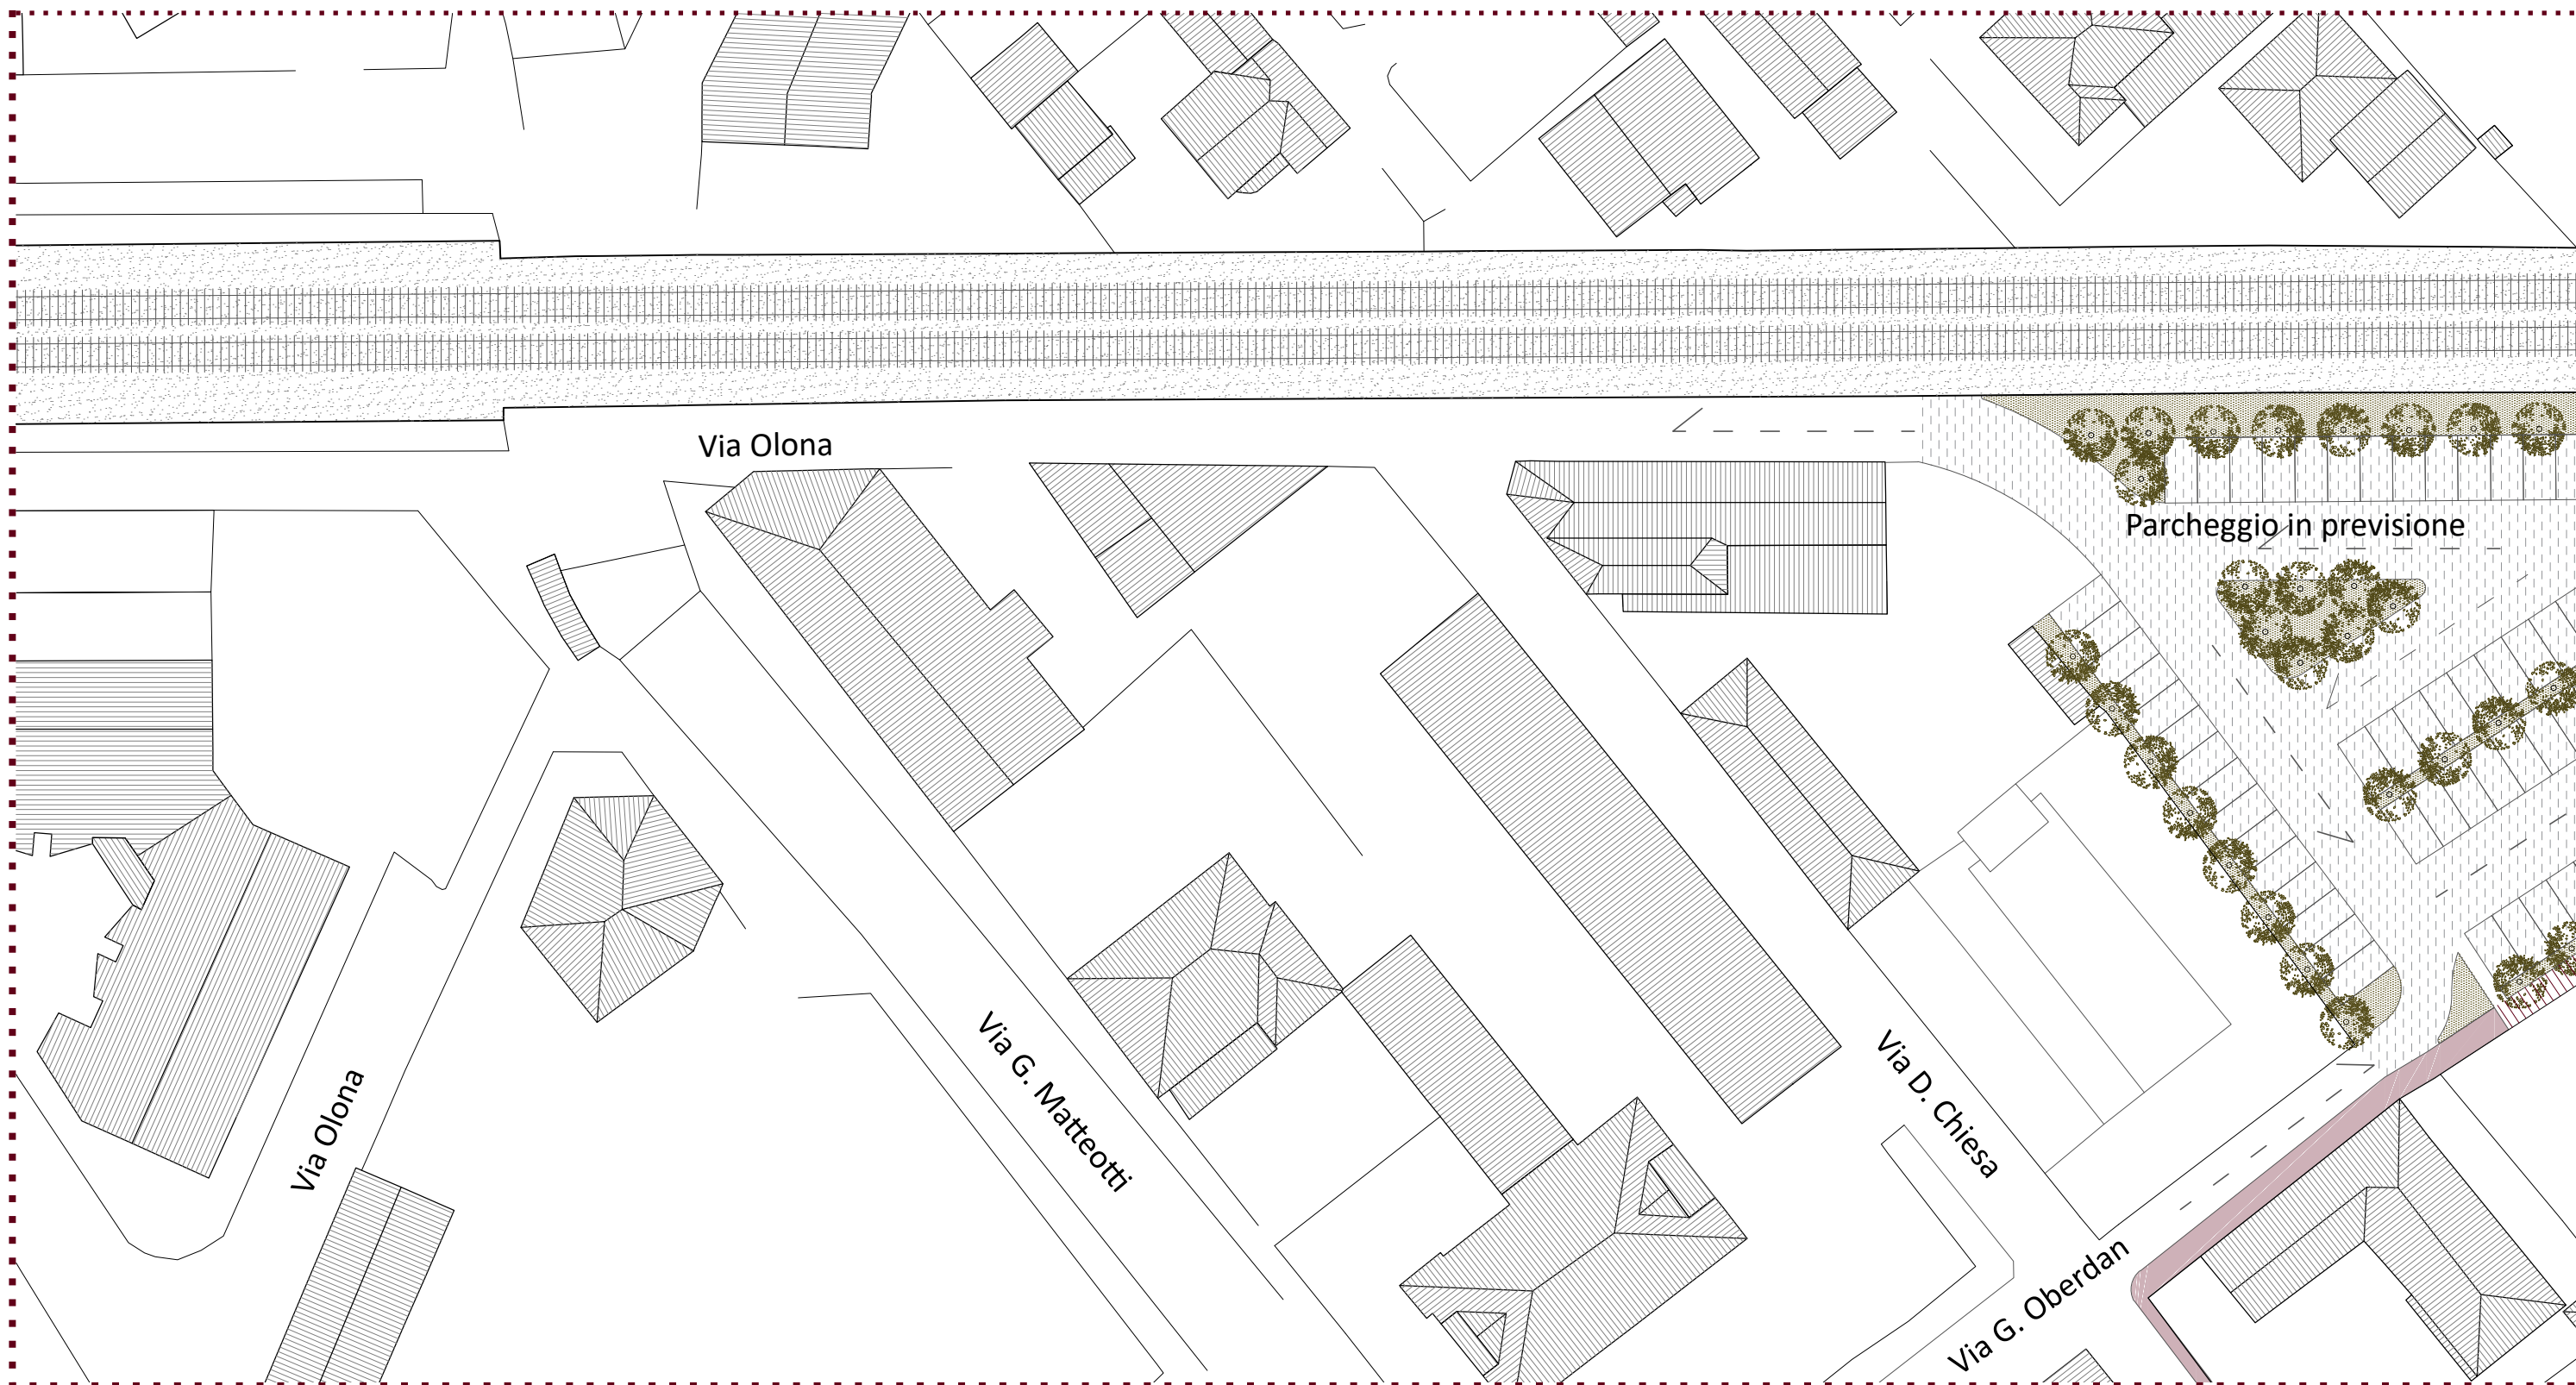 Via Olona
Parcheggio in previsione
Via Olona
Via G. Matteotti
Via D. Chiesa
Via G. Oberdan